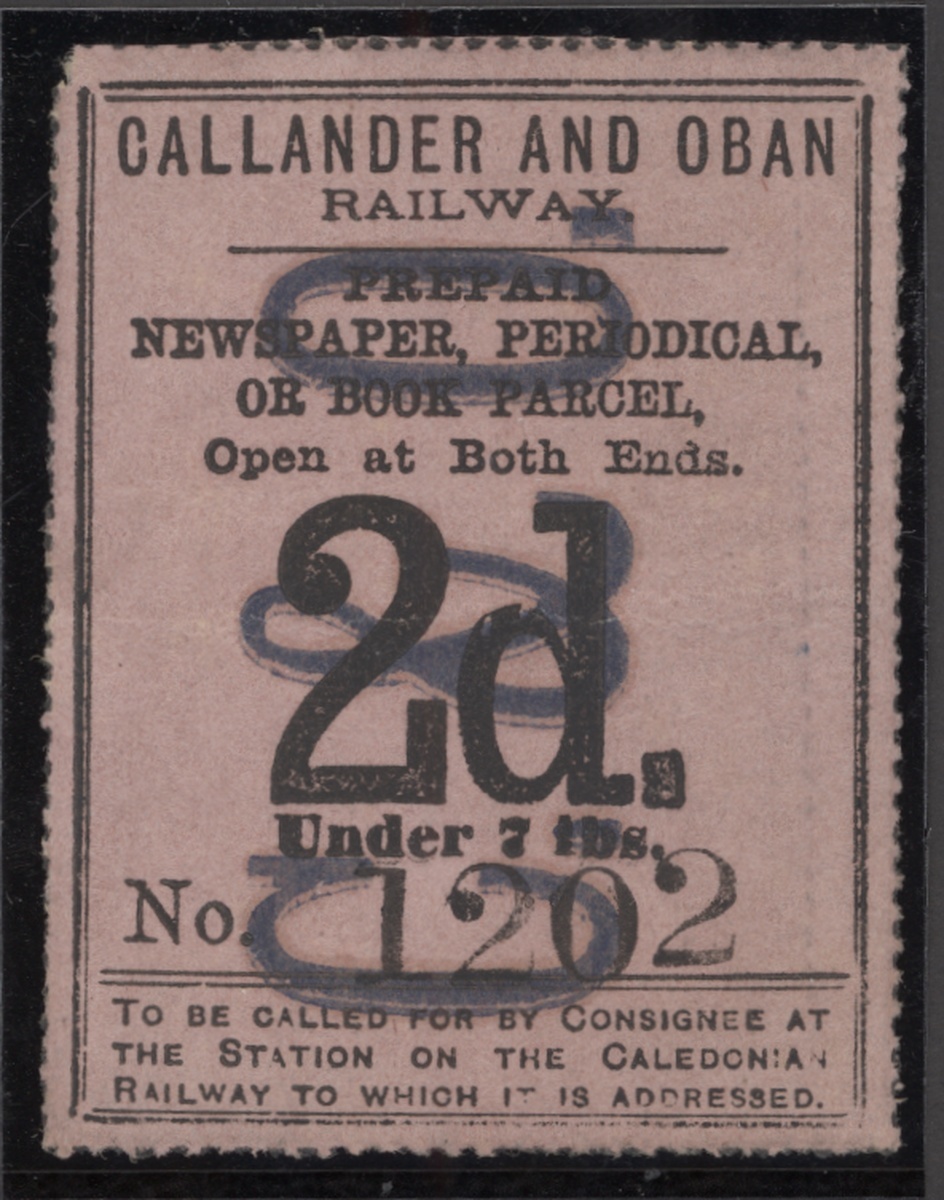 CALLANDER AND OBAN
RAILWAY.
PREPAID
NEWSPAPER, PERIODICAL,
OR BOOK PARCEL,
Open at Both Ends.
2d.
Under 7 lbs.
No. 1202
TO BE CALLED FOR BY CONSIGNEE AT
THE STATION ON THE CALEDONIAN
RAILWAY TO WHICH IT IS ADDRESSED.